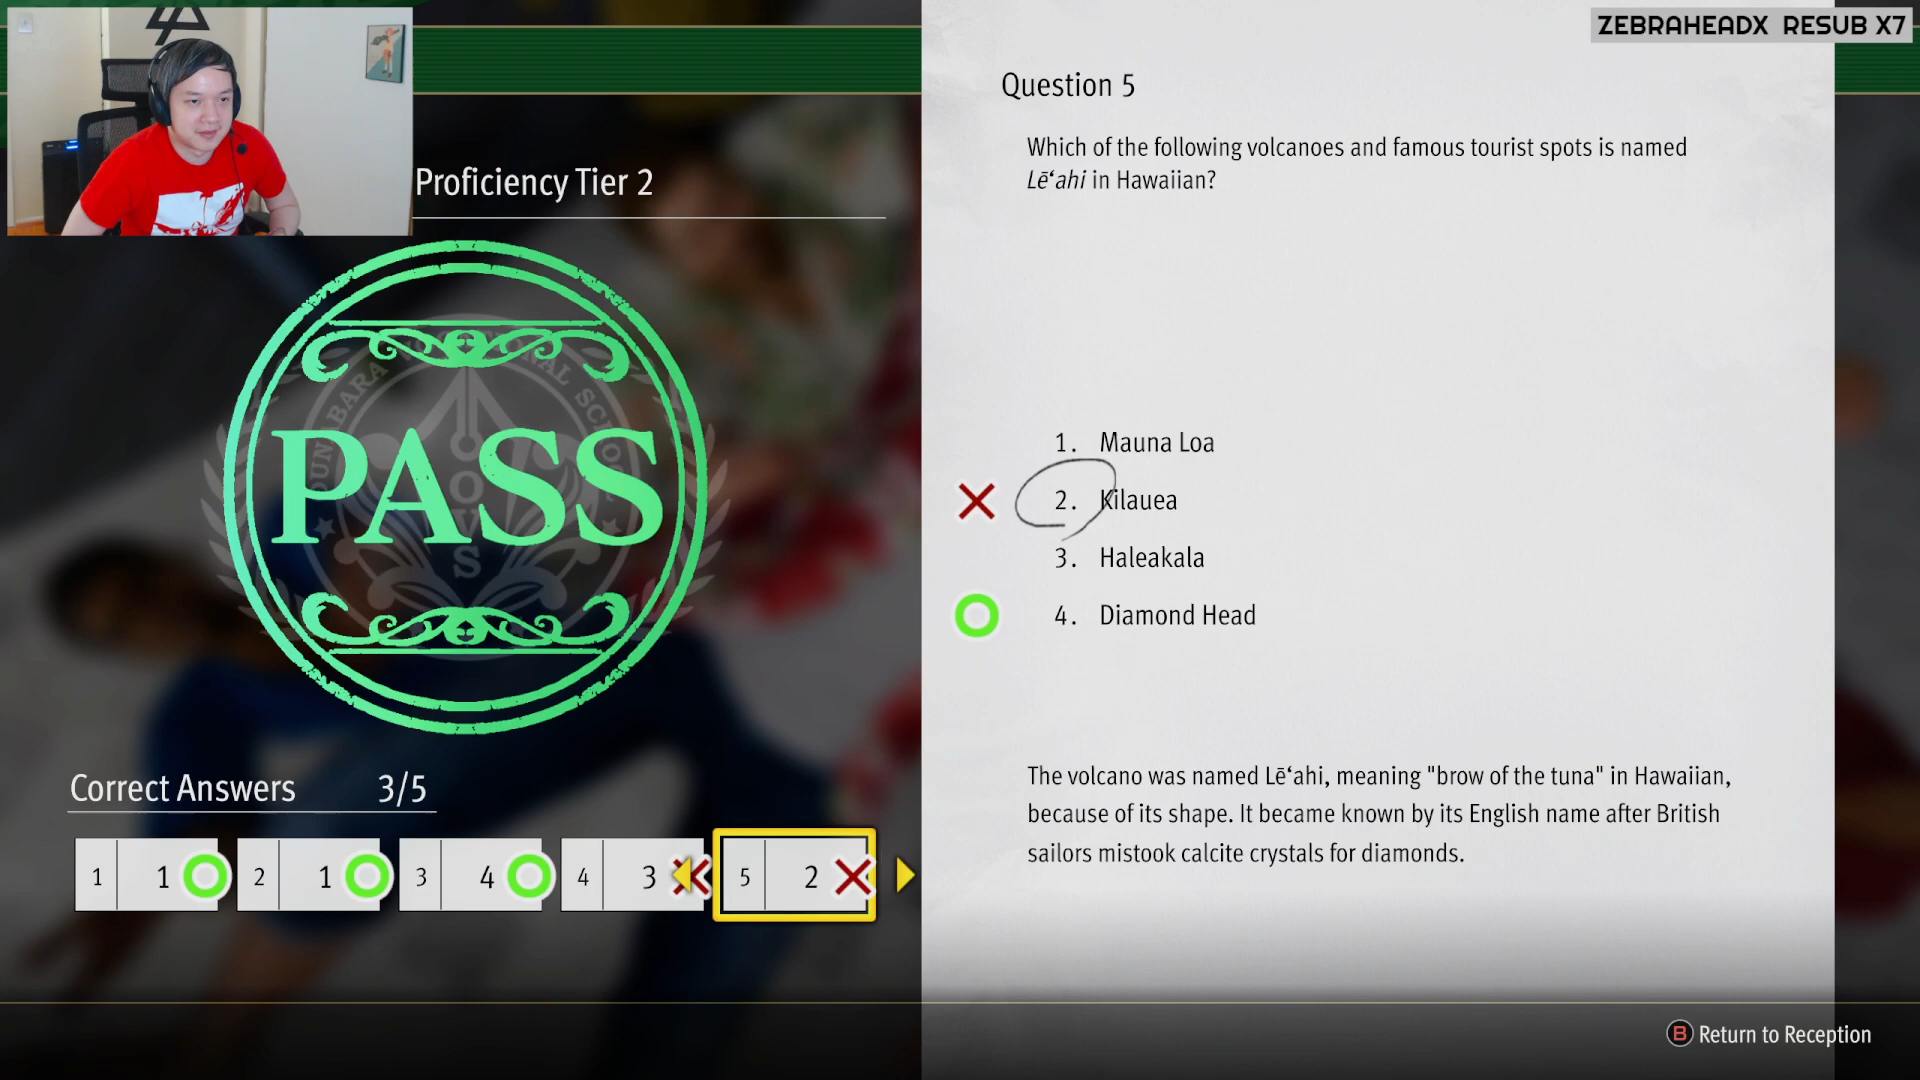 ZEBRAHEADX RESUB X7
Proficiency Tier 2
PASS
Correct Answers 3/5
1 1
2 1
3 4
4 3
5 2
Question 5
Which of the following volcanoes and famous tourist spots is named
Lēʻahi in Hawaiian?
1. Mauna Loa
2. Kilauea
3. Haleakala
4. Diamond Head
The volcano was named Lēʻahi, meaning "brow of the tuna" in Hawaiian,
because of its shape. It became known by its English name after British
sailors mistook calcite crystals for diamonds.
B Return to Reception